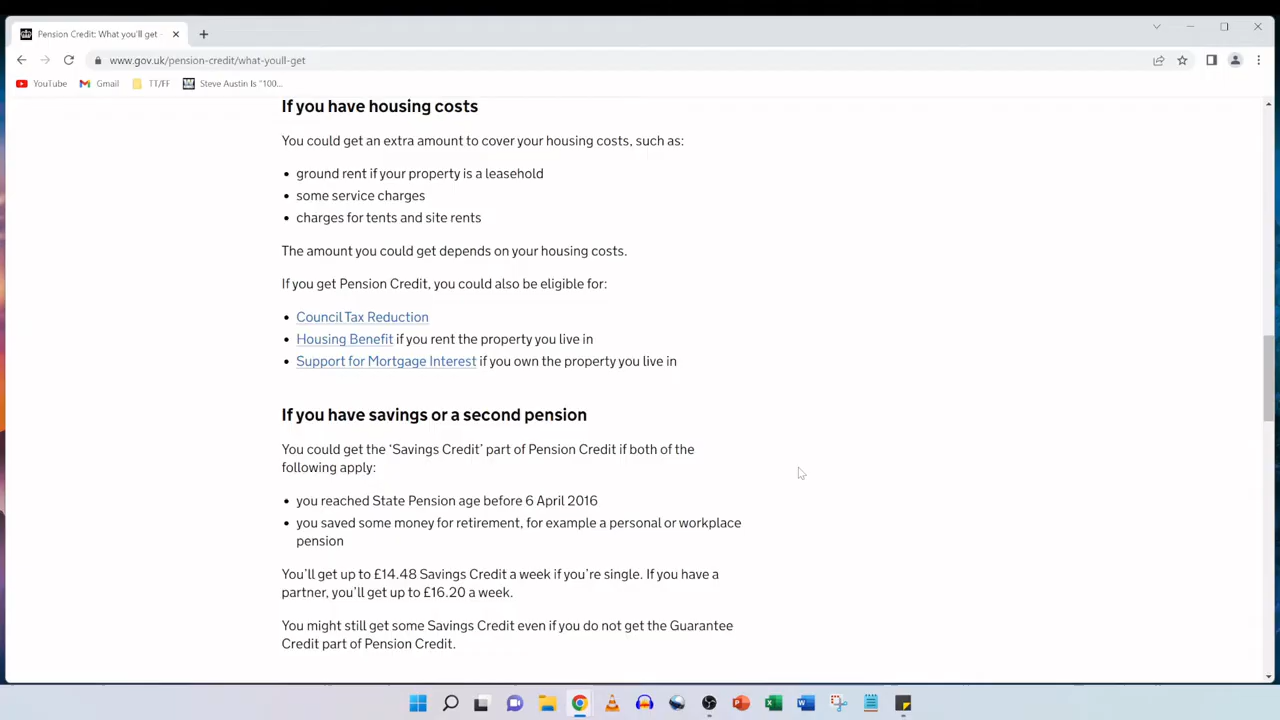 Pension Credit: What you'll get
www.gov.uk/pension-credit/what-youll-get
YouTube
Gmail
TT/FF
Steve Austin Is "100...
If you have housing costs
You could get an extra amount to cover your housing costs, such as:
• ground rent if your property is a leasehold
• some service charges
• charges for tents and site rents
The amount you could get depends on your housing costs.
If you get Pension Credit, you could also be eligible for:
• Council Tax Reduction
• Housing Benefit if you rent the property you live in
• Support for Mortgage Interest if you own the property you live in
If you have savings or a second pension
You could get the ‘Savings Credit’ part of Pension Credit if both of the
following apply:
• you reached State Pension age before 6 April 2016
• you saved some money for retirement, for example a personal or workplace
pension
You’ll get up to £14.48 Savings Credit a week if you’re single. If you have a
partner, you’ll get up to £16.20 a week.
You might still get some Savings Credit even if you do not get the Guarantee
Credit part of Pension Credit.